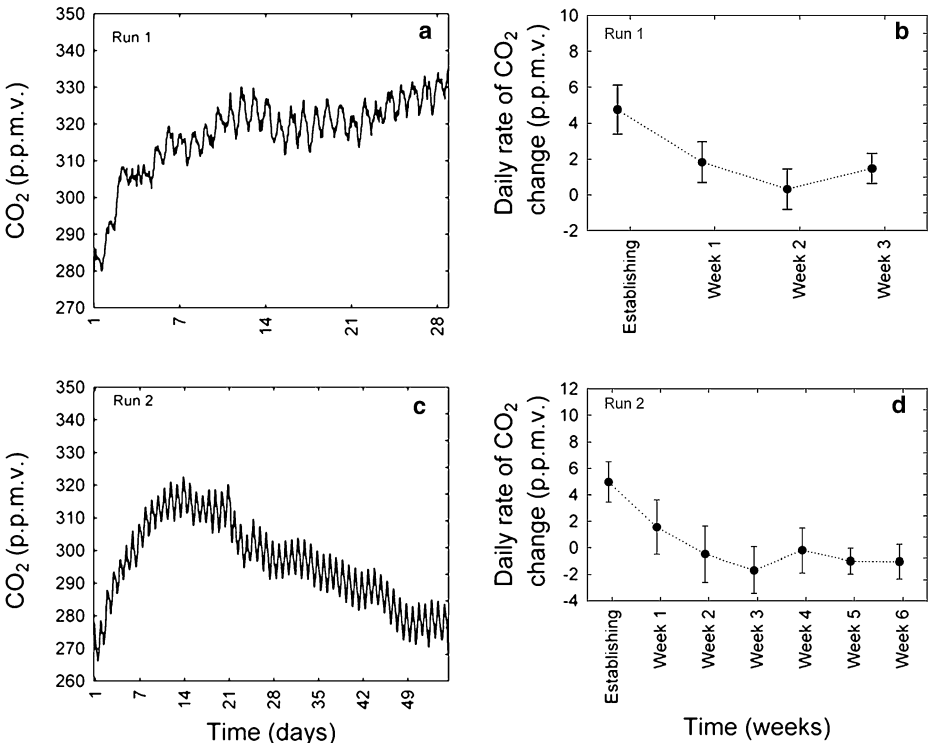 Run 1
a
CO2 (p.p.m.v.)
350
340
330
320
310
300
290
280
270
1 7 14 21 28
Run 1
b
Daily rate of CO2
change (p.p.m.v.)
10
8
6
4
2
0
-2
Establishing
Week 1
Week 2
Week 3
Run 2
c
CO2 (p.p.m.v.)
350
340
330
320
310
300
290
280
270
260
1 7 14 21 28 35 42 49
Time (days)
Run 2
d
Daily rate of CO2
change (p.p.m.v.)
12
10
8
6
4
2
0
-2
-4
Establishing
Week 1
Week 2
Week 3
Week 4
Week 5
Week 6
Time (weeks)